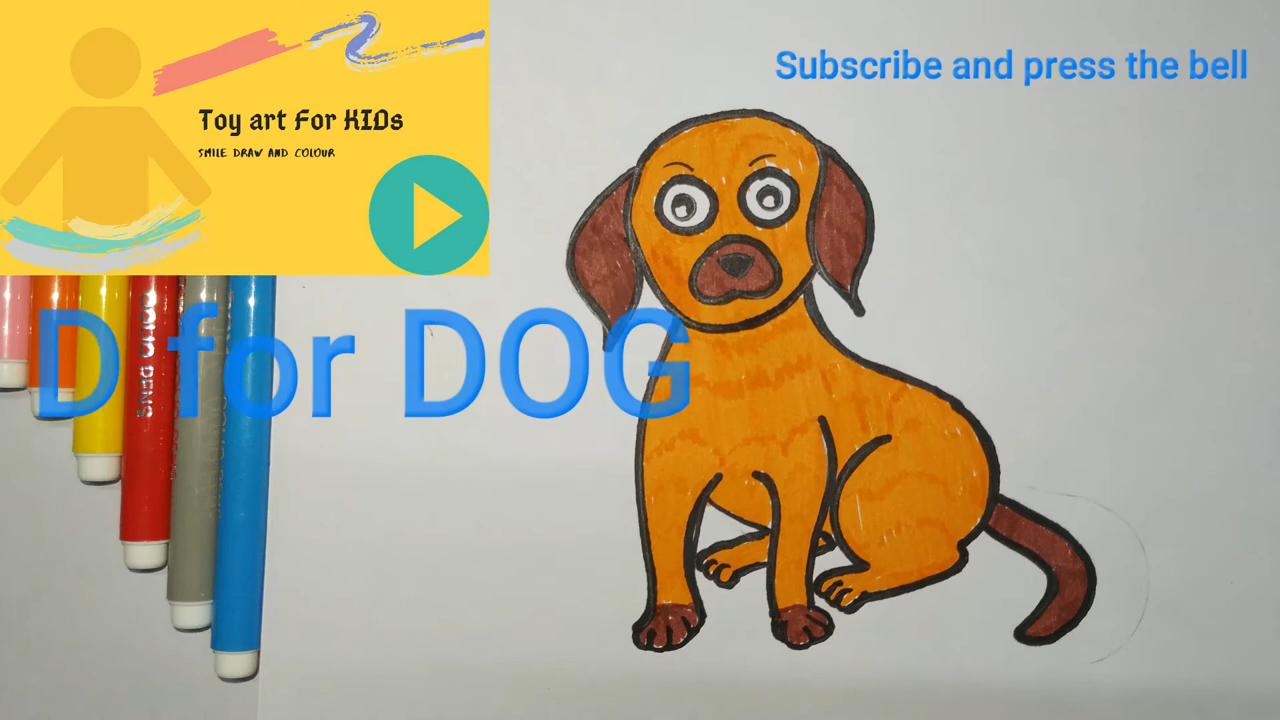 Subscribe and press the bell
Toy art For KIDs
SMILE DRAW AND COLOUR
D for DOG